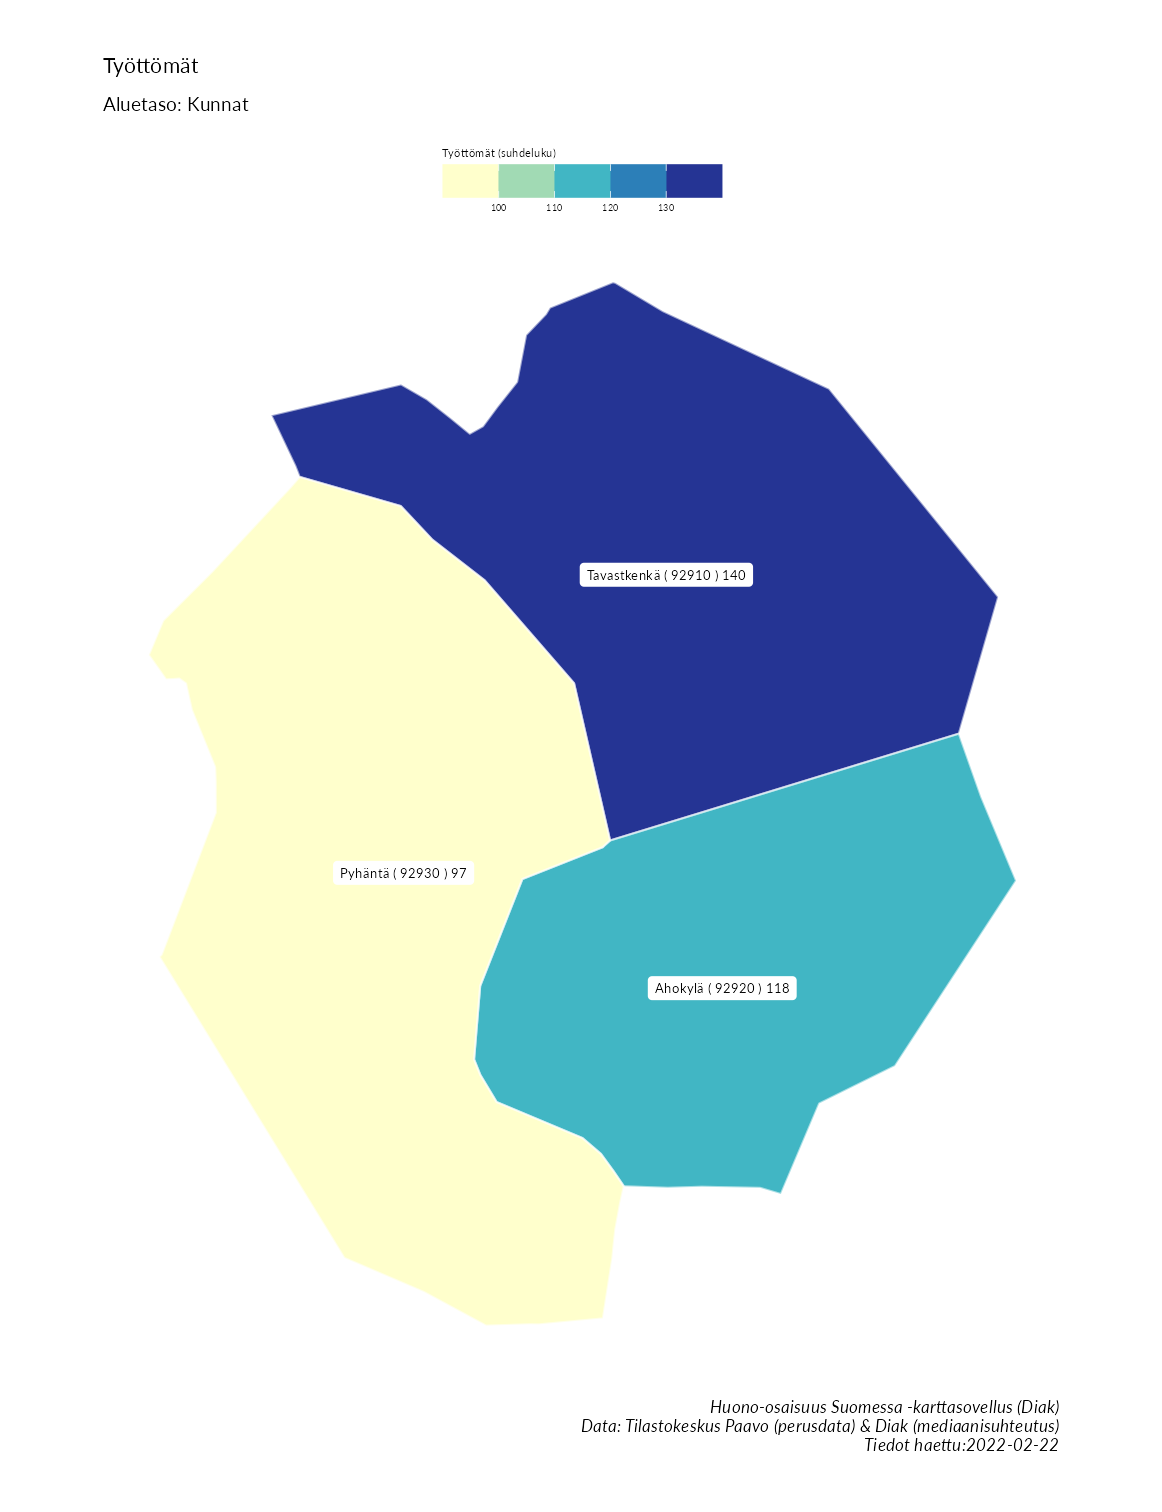 Työttömät
Aluetaso: Kunnat
Työttömät (suhdeluku)
100 110 120 130
Tavastkenkä ( 92910 ) 140
Pyhäntä ( 92930 ) 97
Ahokylä ( 92920 ) 118
Huono-osaisuus Suomessa -karttasovellus (Diak)
Data: Tilastokeskus Paavo (perusdata) & Diak (mediaanisuhteutus)
Tiedot haettu:2022-02-22